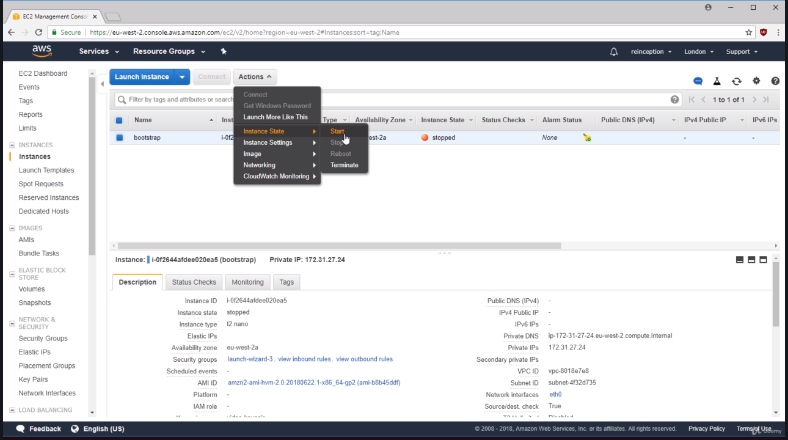 EC2 Management Console
Secure
https://eu-west-2.console.aws.amazon.com/ec2/v2/home?region=eu-west-2#Instances:sort=tag:Name
aws
Services
Resource Groups
reinception
London
Support
EC2 Dashboard
Events
Tags
Reports
Limits
INSTANCES
Instances
Launch Templates
Spot Requests
Reserved Instances
Dedicated Hosts
IMAGES
AMIs
Bundle Tasks
ELASTIC BLOCK
STORE
Volumes
Snapshots
NETWORK &
SECURITY
Security Groups
Elastic IPs
Placement Groups
Key Pairs
Network Interfaces
LOAD BALANCING
Launch Instance
Connect
Actions
Filter by tags and attributes or search
1 to 1 of 1
Connect
Get Windows Password
Launch More Like This
Instance State
Instance Settings
Image
Networking
CloudWatch Monitoring
Start
Stop
Reboot
Terminate
Name
Type
Availability Zone
Instance State
Status Checks
Alarm Status
Public DNS (IPv4)
IPv4 Public IP
IPv6 IPs
bootstrap
stopped
None
-
-
Instance: i-0f2644afdee020ea5 (bootstrap) Private IP: 172.31.27.24
Description
Status Checks
Monitoring
Tags
Instance ID i-0f2644afdee020ea5
Instance state stopped
Instance type t2.nano
Elastic IPs
Availability zone eu-west-2a
Security groups launch-wizard-3. view inbound rules. view outbound rules
Scheduled events -
AMI ID amzn2-ami-hvm-2.0.20180622.1-x86_64-gp2 (ami-b8b45ddf)
Platform -
IAM role -
Public DNS (IPv4) -
IPv4 Public IP -
IPv6 IPs -
Private DNS ip-172-31-27-24.eu-west-2.compute.internal
Private IPs 172.31.27.24
Secondary private IPs
VPC ID vpc-8018e7e8
Subnet ID subnet-4f32d735
Network interfaces eth0
Source/dest. check True
Feedback
English (US)
© 2008 - 2018, Amazon Web Services, Inc. or its affiliates. All rights reserved.
Privacy Policy
Terms of Use